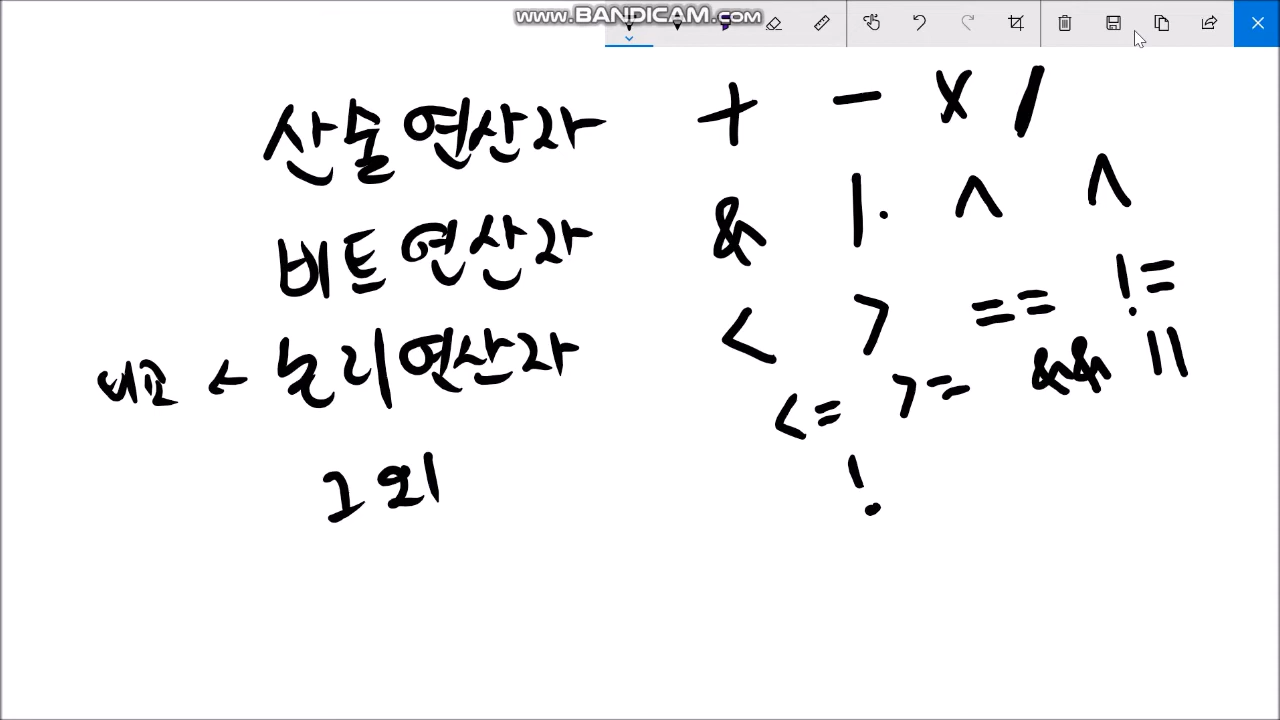 www.BANDICAM.com
산술연산자 + - x /
비트연산자 & | . ^ ^
비교 ← 논리연산자 < > == !=
<= >= && ||
그외 !